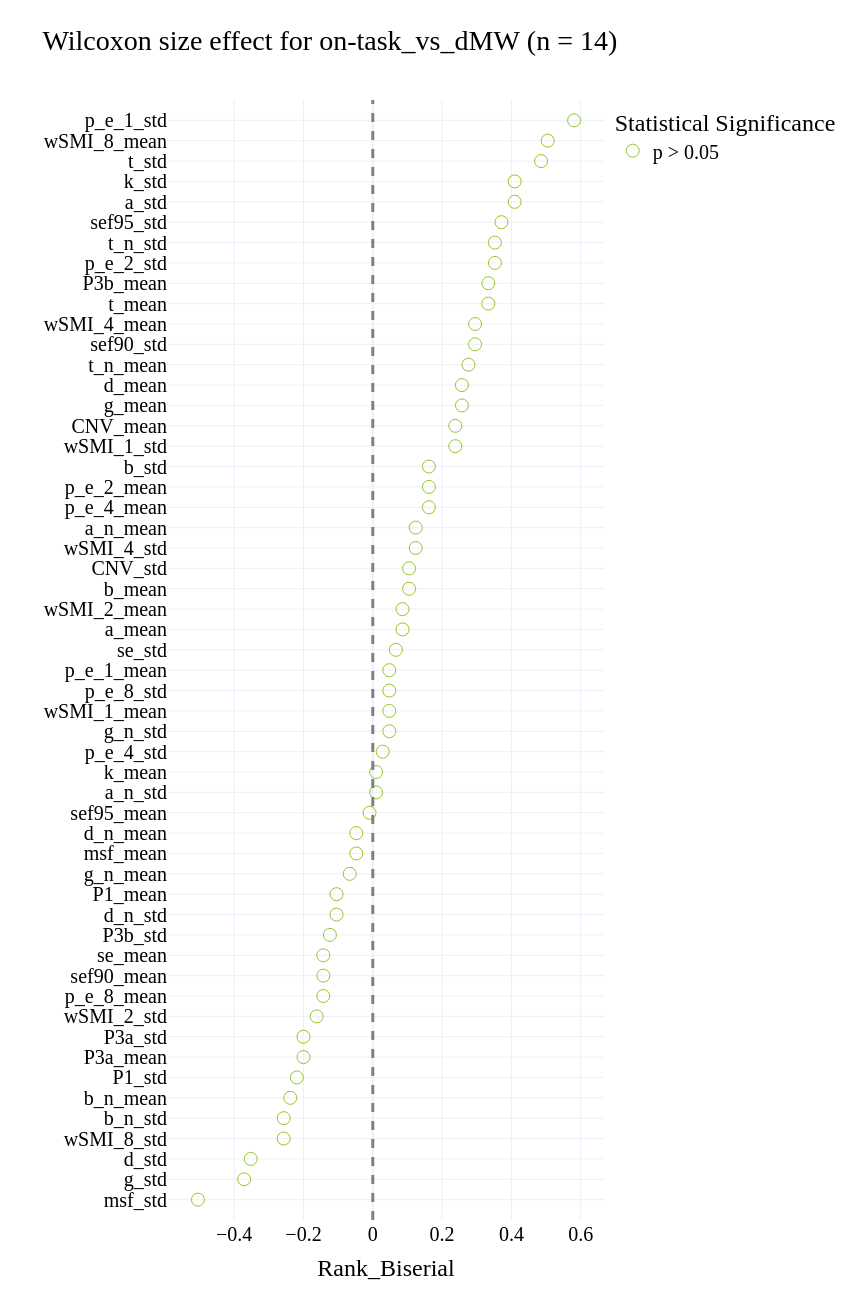 Wilcoxon size effect for on-task_vs_dMW (n = 14)
Statistical Significance
p > 0.05
p_e_1_std
wSMI_8_mean
t_std
k_std
a_std
sef95_std
t_n_std
p_e_2_std
P3b_mean
t_mean
wSMI_4_mean
sef90_std
t_n_mean
d_mean
g_mean
CNV_mean
wSMI_1_std
b_std
p_e_2_mean
p_e_4_mean
a_n_mean
wSMI_4_std
CNV_std
b_mean
wSMI_2_mean
a_mean
se_std
p_e_1_mean
p_e_8_std
wSMI_1_mean
g_n_std
p_e_4_std
k_mean
a_n_std
sef95_mean
d_n_mean
msf_mean
g_n_mean
P1_mean
d_n_std
P3b_std
se_mean
sef90_mean
p_e_8_mean
wSMI_2_std
P3a_std
P3a_mean
P1_std
b_n_mean
b_n_std
wSMI_8_std
d_std
g_std
msf_std
−0.4 −0.2 0 0.2 0.4 0.6
Rank_Biserial